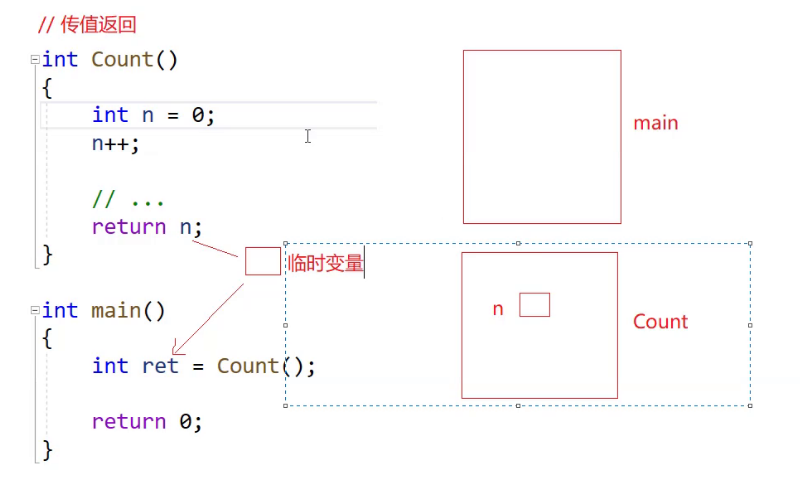 // 传值返回
int Count()
{
int n = 0;
n++;
// ...
return n;
}
临时变量
int main()
{
int ret = Count();
return 0;
}
main
n
Count